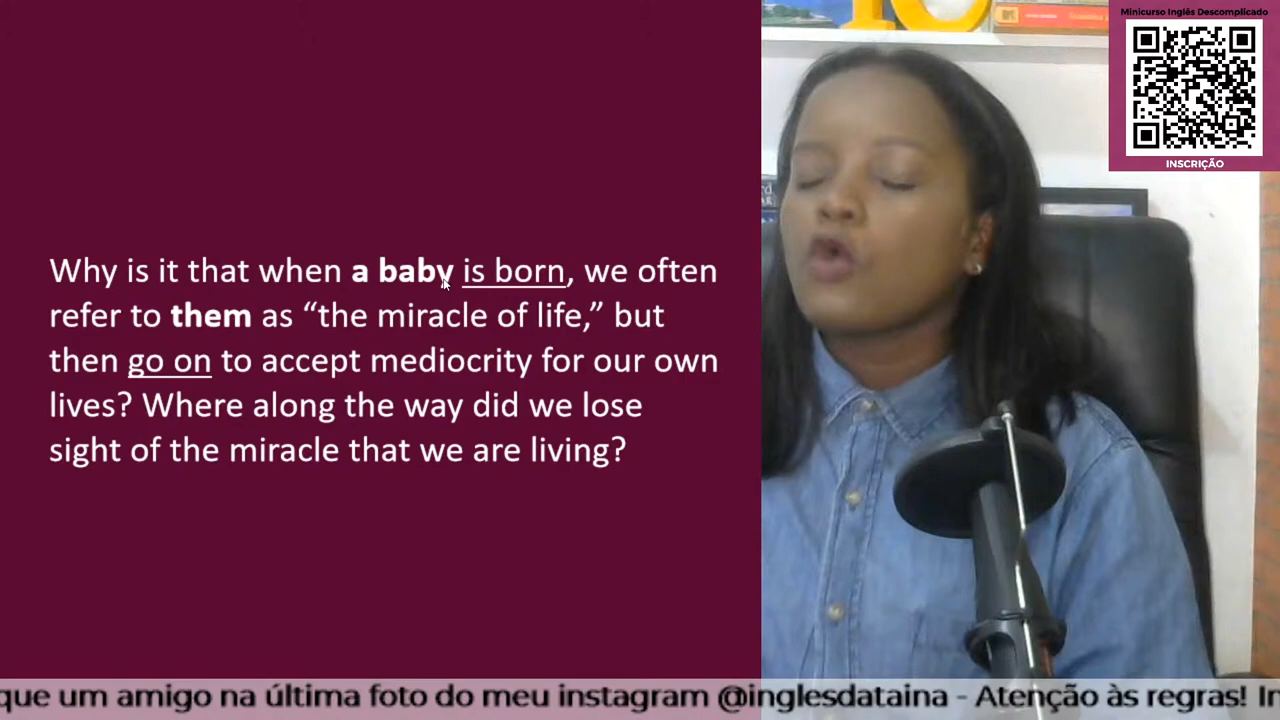 Minicurso Inglês Descomplicado
INSCRIÇÃO
Why is it that when a baby is born, we often
refer to them as “the miracle of life,” but
then go on to accept mediocrity for our own
lives? Where along the way did we lose
sight of the miracle that we are living?
que um amigo na última foto do meu instagram @inglesdataina - Atenção às regras! In